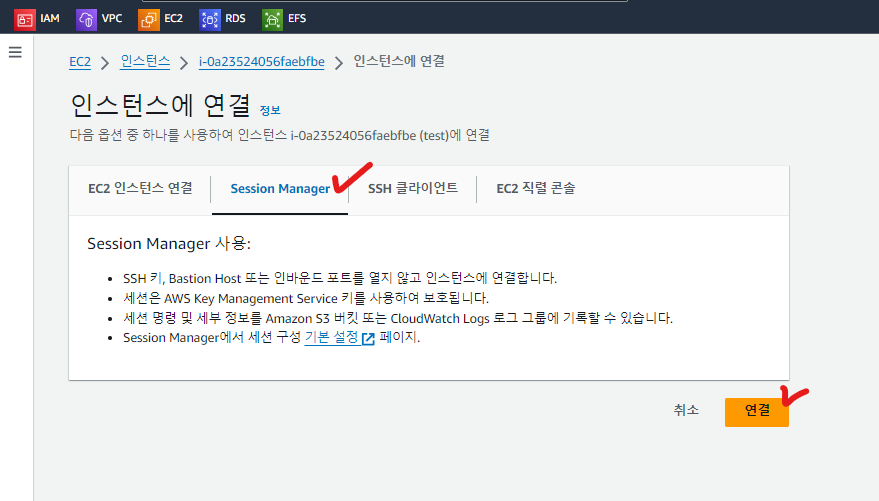 IAM VPC EC2 RDS EFS
EC2 > 인스턴스 > i-0a23524056faebfbe > 인스턴스에 연결
인스턴스에 연결 정보
다음 옵션 중 하나를 사용하여 인스턴스 i-0a23524056faebfbe (test)에 연결
EC2 인스턴스 연결 Session Manager SSH 클라이언트 EC2 직렬 콘솔
Session Manager 사용:
• SSH 키, Bastion Host 또는 인바운드 포트를 열지 않고 인스턴스에 연결합니다.
• 세션은 AWS Key Management Service 키를 사용하여 보호됩니다.
• 세션 명령 및 세부 정보를 Amazon S3 버킷 또는 CloudWatch Logs 로그 그룹에 기록할 수 있습니다.
• Session Manager에서 세션 구성 기본 설정 페이지.
취소 연결